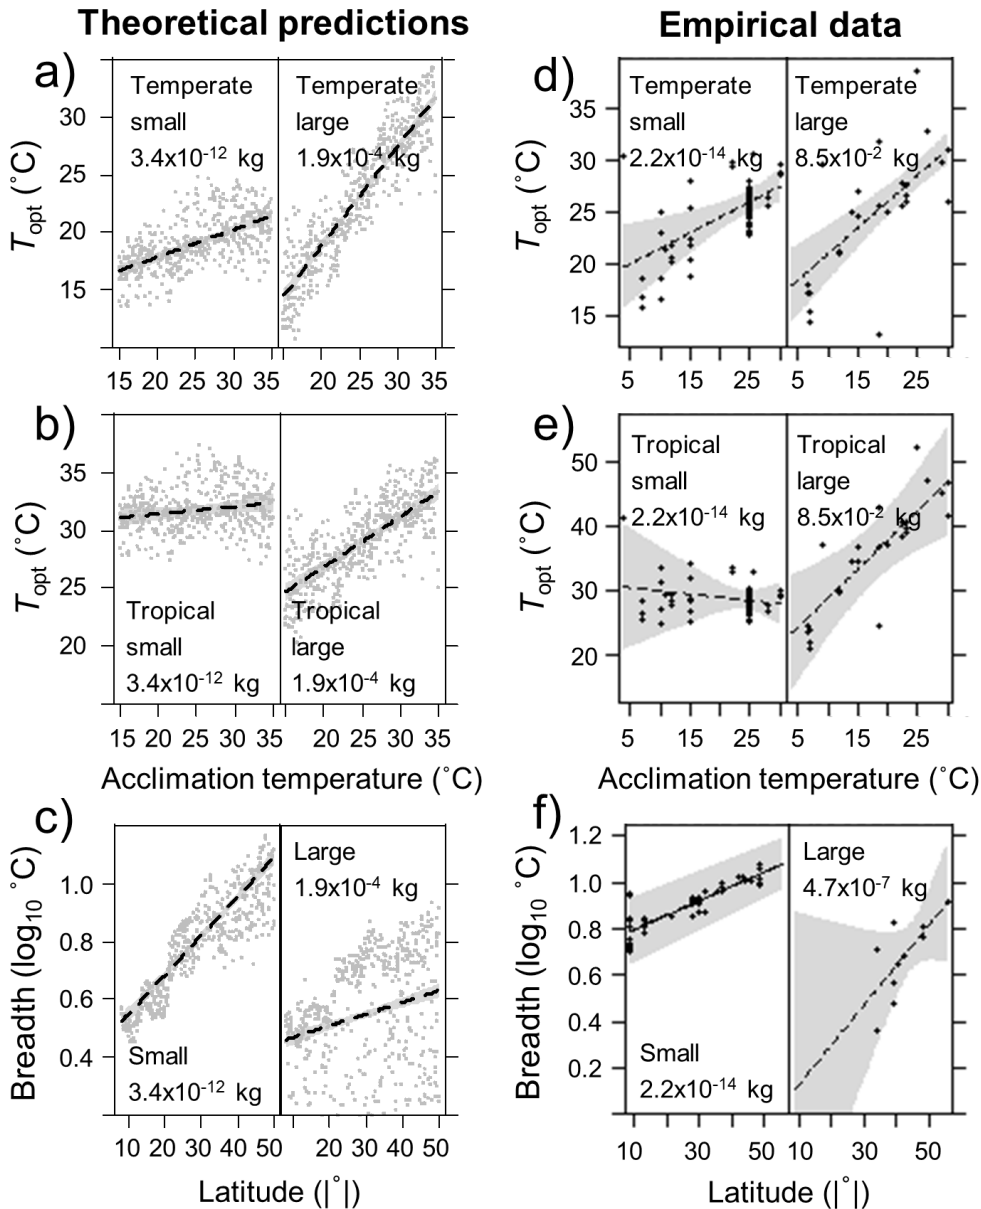 Theoretical predictions
Empirical data
a)
Temperate
small
3.4x10-12 kg
Temperate
large
1.9x10-4 kg
Topt (˚C)
30
25
20
15
15 20 25 30 35
20 25 30 35
b)
Topt (˚C)
35
30
25
20
Tropical
small
3.4x10-12 kg
Tropical
large
1.9x10-4 kg
15 20 25 30 35
20 25 30 35
Acclimation temperature (˚C)
c)
Breadth (log10 ˚C)
1.0
0.8
0.6
0.4
Small
3.4x10-12 kg
Large
1.9x10-4 kg
10 20 30 40 50
10 20 30 40 50
Latitude (|˚|)
d)
Temperate
small
2.2x10-14 kg
Temperate
large
8.5x10-2 kg
Topt (˚C)
35
30
25
20
15
5 15 25
5 15 25
e)
Tropical
small
2.2x10-14 kg
Tropical
large
8.5x10-2 kg
Topt (˚C)
50
40
30
20
5 15 25
5 15 25
Acclimation temperature (˚C)
f)
Breadth (log10 ˚C)
1.2
1.0
0.8
0.6
0.4
0.2
Small
2.2x10-14 kg
Large
4.7x10-7 kg
10 30 50
10 30 50
Latitude (|˚|)